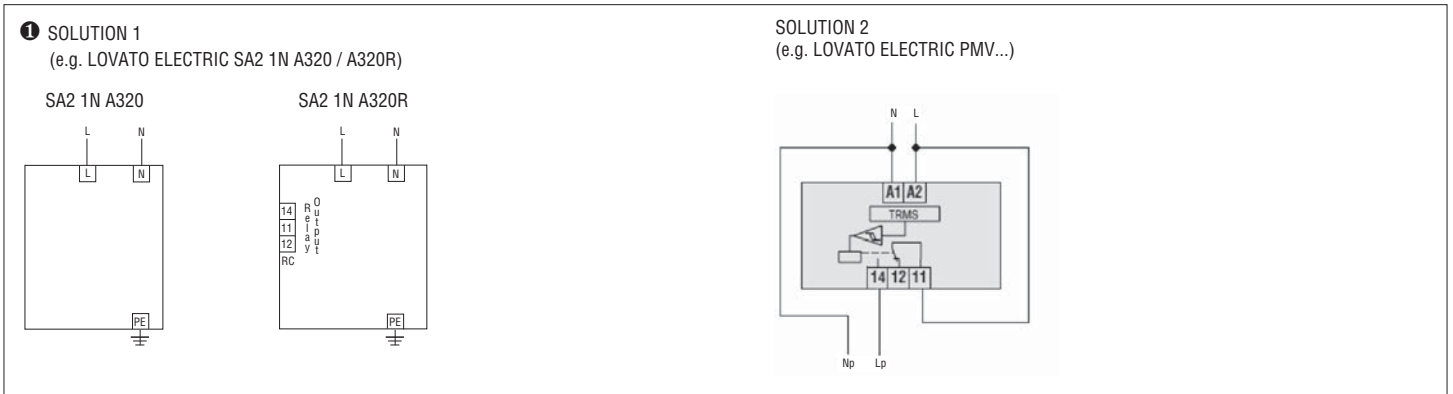 ❶ SOLUTION 1
(e.g. LOVATO ELECTRIC SA2 1N A320 / A320R)
SA2 1N A320
L N
L N
PE
SA2 1N A320R
L N
L N
14
11
12
RC
Relay
Output
PE
SOLUTION 2
(e.g. LOVATO ELECTRIC PMV...)
N L
A1 A2
TRMS
14 12 11
Np Lp